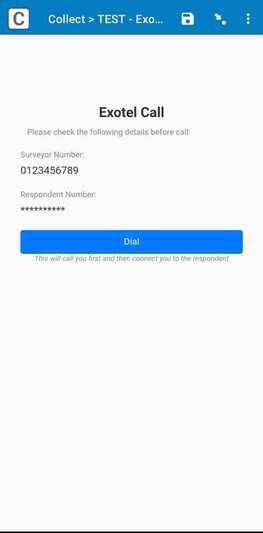 C
Collect > TEST - Exo...
Exotel Call
Please check the following details before call:
Surveyor Number:
0123456789
Respondent Number:
**********
Dial
This will call you first and then connect you to the respondent